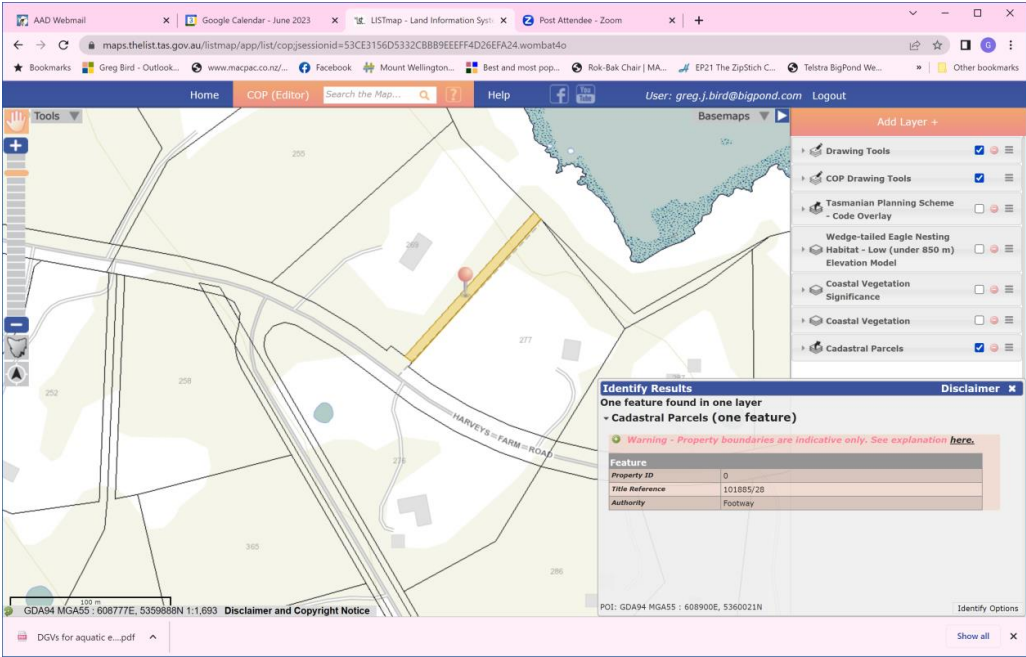 AAD Webmail
Google Calendar - June 2023
LISTmap - Land Information Syste
Post Attendee - Zoom
maps.thelist.tas.gov.au/listmap/app/list/cop;jsessionid=53CE3156D5332CBBB9EEEFF4D26EFA24.wombat4o
Bookmarks
Greg Bird - Outlook...
www.macpac.co.nz/...
Facebook
Mount Wellington...
Best and most pop...
Rok-Bak Chair | MA...
EP21 The ZipStich C...
Telstra BigPond We...
»
Other bookmarks
Home
COP (Editor)
Search the Map...
?
Help
You Tube
User: greg.j.bird@bigpond.com
Logout
Tools
Basemaps
Add Layer +
Drawing Tools
COP Drawing Tools
Tasmanian Planning Scheme
- Code Overlay
Wedge-tailed Eagle Nesting
Habitat - Low (under 850 m)
Elevation Model
Coastal Vegetation
Significance
Coastal Vegetation
Cadastral Parcels
255
269
277
258
252
276
HARVEYS FARM ROAD
365
286
Identify Results
Disclaimer
One feature found in one layer
Cadastral Parcels (one feature)
Warning - Property boundaries are indicative only. See explanation here.
Feature
Property ID 0
Title Reference 101885/28
Authority Footway
POI: GDA94 MGA55 : 608900E, 5360021N
Identify Options
100 m
GDA94 MGA55 : 608777E, 5359888N 1:1,693 Disclaimer and Copyright Notice
DGVs for aquatic e....pdf
Show all